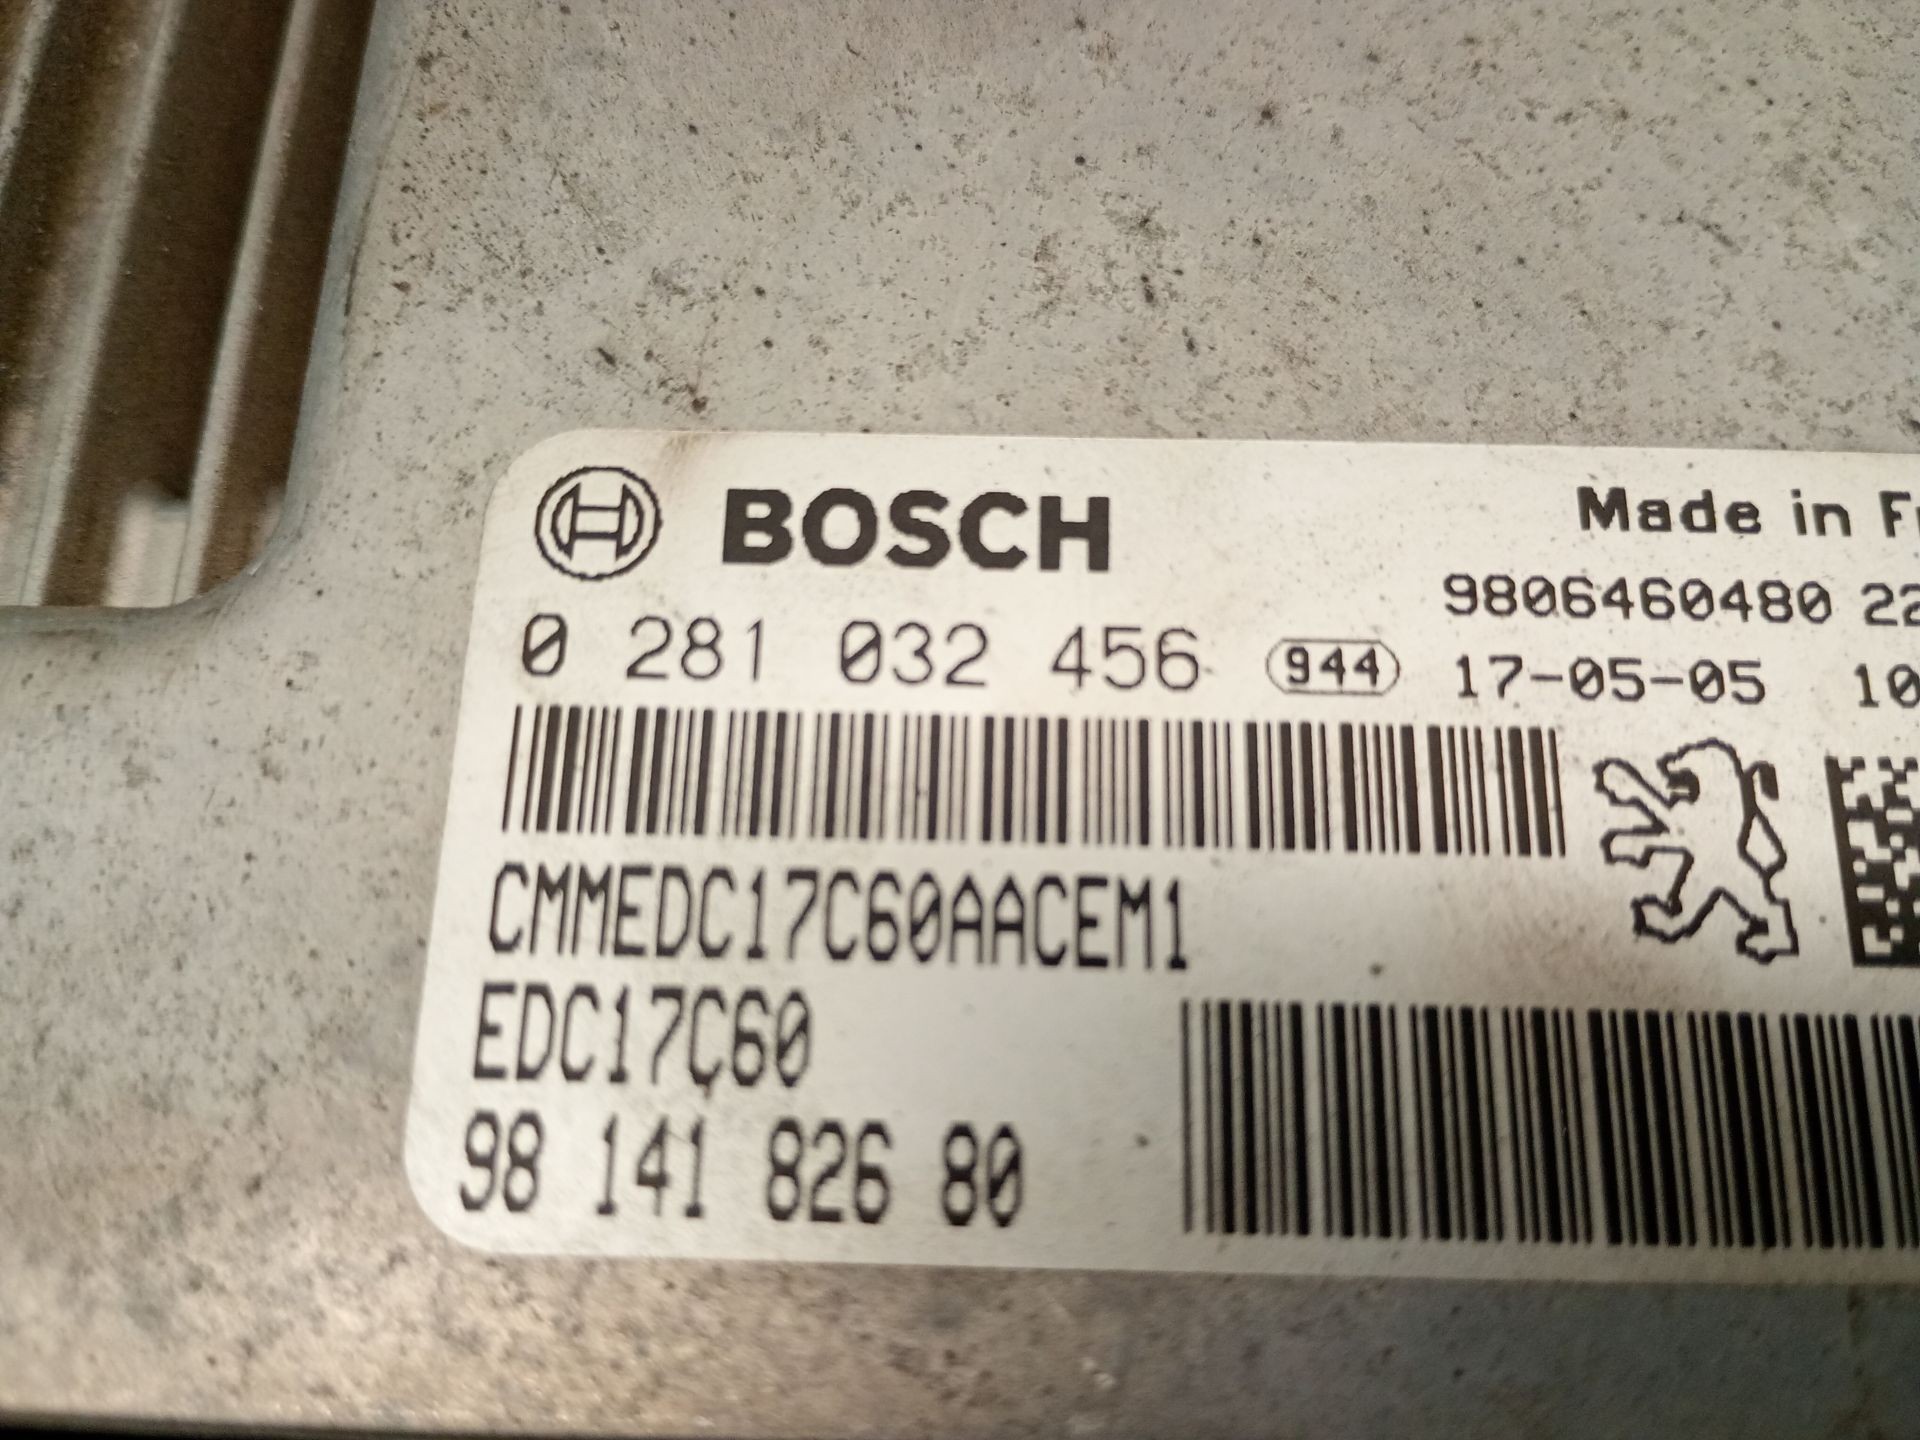 BOSCH
Made in
9806460480 22
0 281 032 456 944 17-05-05 10
CMMEDC17C60AACEM1
EDC17C60
98 141 826 80